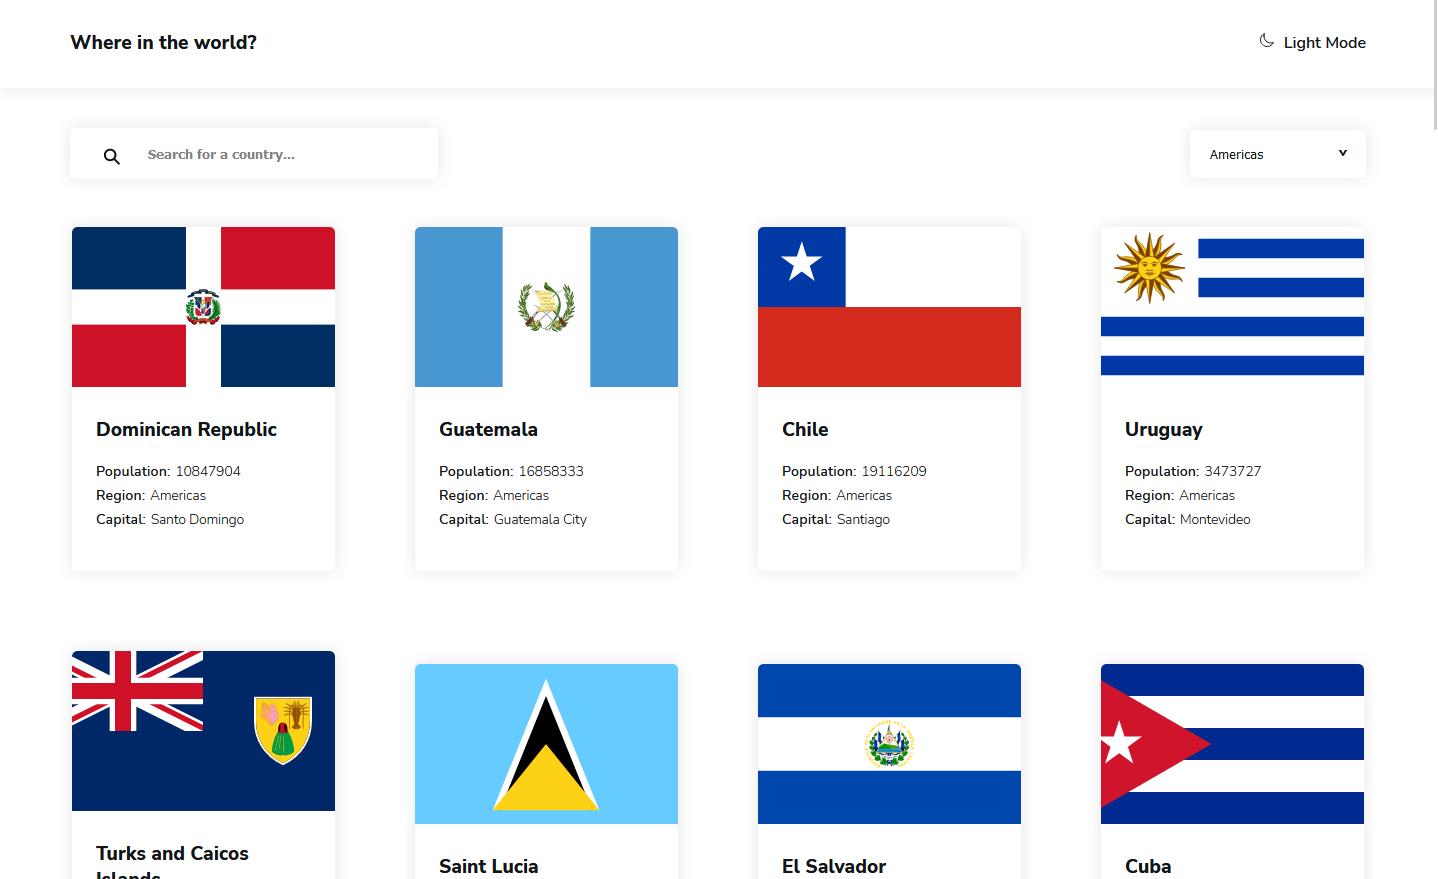 Where in the world?
Light Mode
Search for a country...
Americas
Dominican Republic
Population: 10847904
Region: Americas
Capital: Santo Domingo
Guatemala
Population: 16858333
Region: Americas
Capital: Guatemala City
Chile
Population: 19116209
Region: Americas
Capital: Santiago
Uruguay
Population: 3473727
Region: Americas
Capital: Montevideo
Turks and Caicos
Islands
Saint Lucia
El Salvador
Cuba